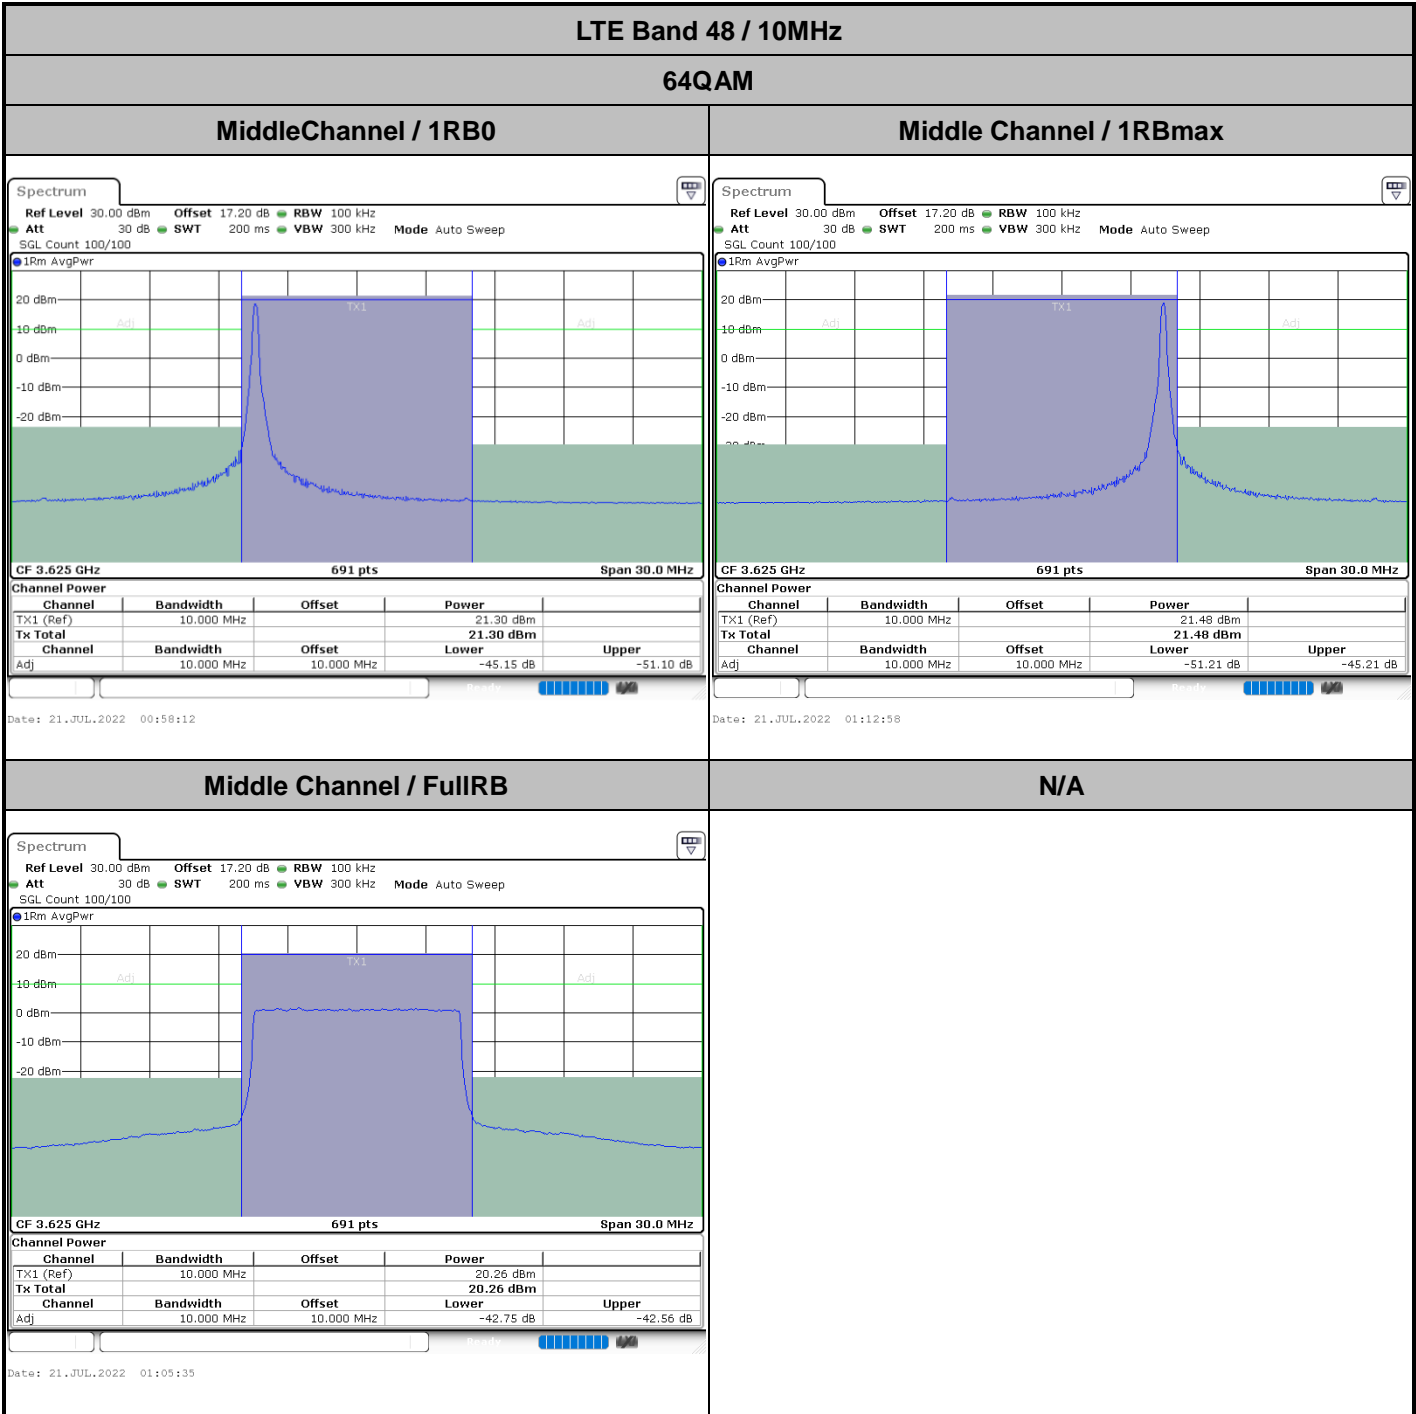 LTE Band 48 / 10MHz
64QAM
MiddleChannel / 1RB0
Middle Channel / 1RBmax
Spectrum
Ref Level 30.00 dBm Offset 17.20 dB RBW 100 kHz
Att 30 dB SWT 200 ms VBW 300 kHz Mode Auto Sweep
SGL Count 100/100
1Rm AvgPwr
20 dBm
TX1
Adj
Adj
10 dBm
0 dBm
-10 dBm
-20 dBm
CF 3.625 GHz 691 pts Span 30.0 MHz
Channel Power
Channel Bandwidth Offset Power
TX1 (Ref) 10.000 MHz 21.30 dBm
Tx Total 21.30 dBm
Channel Bandwidth Offset Lower Upper
Adj 10.000 MHz 10.000 MHz -45.15 dB -51.10 dB
Ready
Date: 21.JUL.2022 00:58:12
Spectrum
Ref Level 30.00 dBm Offset 17.20 dB RBW 100 kHz
Att 30 dB SWT 200 ms VBW 300 kHz Mode Auto Sweep
SGL Count 100/100
1Rm AvgPwr
20 dBm
TX1
Adj
Adj
10 dBm
0 dBm
-10 dBm
-20 dBm
CF 3.625 GHz 691 pts Span 30.0 MHz
Channel Power
Channel Bandwidth Offset Power
TX1 (Ref) 10.000 MHz 21.48 dBm
Tx Total 21.48 dBm
Channel Bandwidth Offset Lower Upper
Adj 10.000 MHz 10.000 MHz -51.21 dB -45.21 dB
Ready
Date: 21.JUL.2022 01:12:58
Middle Channel / FullRB
N/A
Spectrum
Ref Level 30.00 dBm Offset 17.20 dB RBW 100 kHz
Att 30 dB SWT 200 ms VBW 300 kHz Mode Auto Sweep
SGL Count 100/100
1Rm AvgPwr
20 dBm
TX1
Adj
Adj
10 dBm
0 dBm
-10 dBm
-20 dBm
CF 3.625 GHz 691 pts Span 30.0 MHz
Channel Power
Channel Bandwidth Offset Power
TX1 (Ref) 10.000 MHz 20.26 dBm
Tx Total 20.26 dBm
Channel Bandwidth Offset Lower Upper
Adj 10.000 MHz 10.000 MHz -42.75 dB -42.56 dB
Ready
Date: 21.JUL.2022 01:05:35